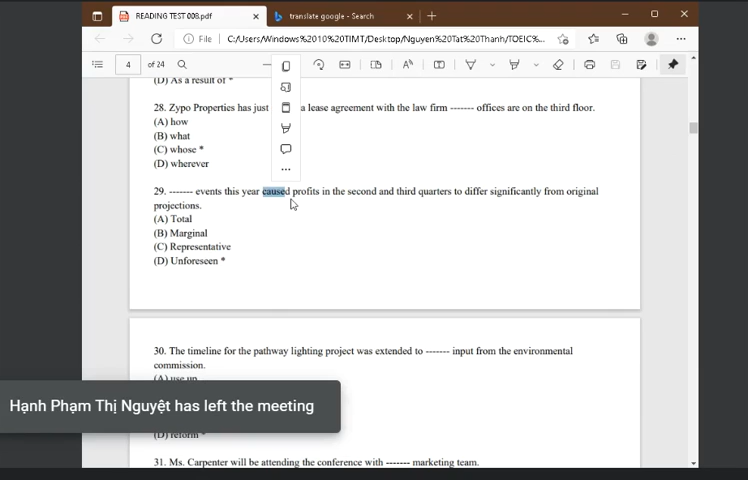 READING TEST 008.pdf
translate google - Search
File
C:/Users/Windows%2010%20TIMT/Desktop/Nguyen%20Tat%20Thanh/TOEIC%...
4 of 24
(D) As a result of *
28. Zypo Properties has just a lease agreement with the law firm ------- offices are on the third floor.
(A) how
(B) what
(C) whose *
(D) wherever
29. ------- events this year caused profits in the second and third quarters to differ significantly from original
projections.
(A) Total
(B) Marginal
(C) Representative
(D) Unforeseen *
30. The timeline for the pathway lighting project was extended to ------- input from the environmental
commission.
(A) use up
Hạnh Phạm Thị Nguyệt has left the meeting
(D) reform *
31. Ms. Carpenter will be attending the conference with ------- marketing team.